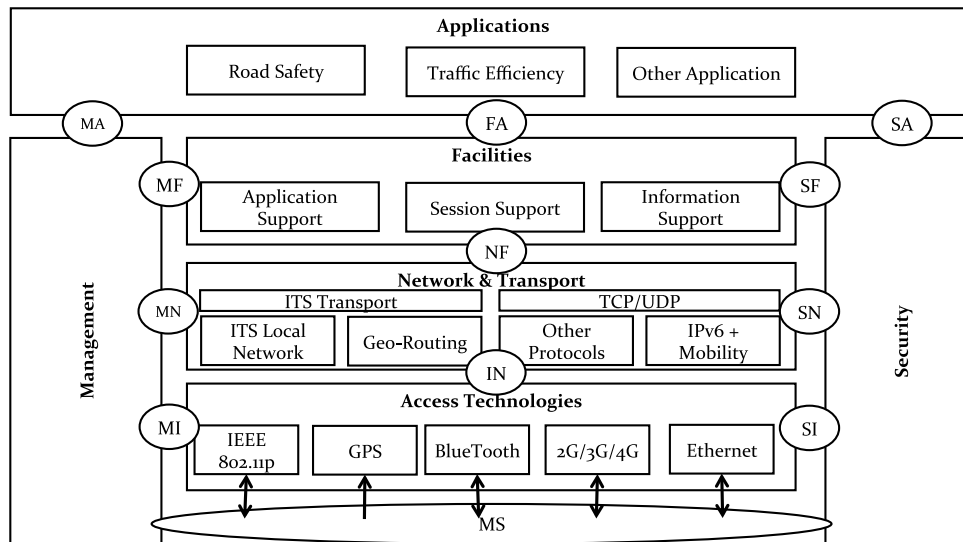 Applications
Road Safety
Traffic Efficiency
Other Application
MA
FA
SA
Facilities
MF
SF
Application
Support
Session Support
Information
Support
NF
Network & Transport
MN
SN
ITS Transport
TCP/UDP
ITS Local
Network
Geo-Routing
Other
Protocols
IPv6 +
Mobility
IN
Management
Security
Access Technologies
MI
SI
IEEE
802.11p
GPS
BlueTooth
2G/3G/4G
Ethernet
MS